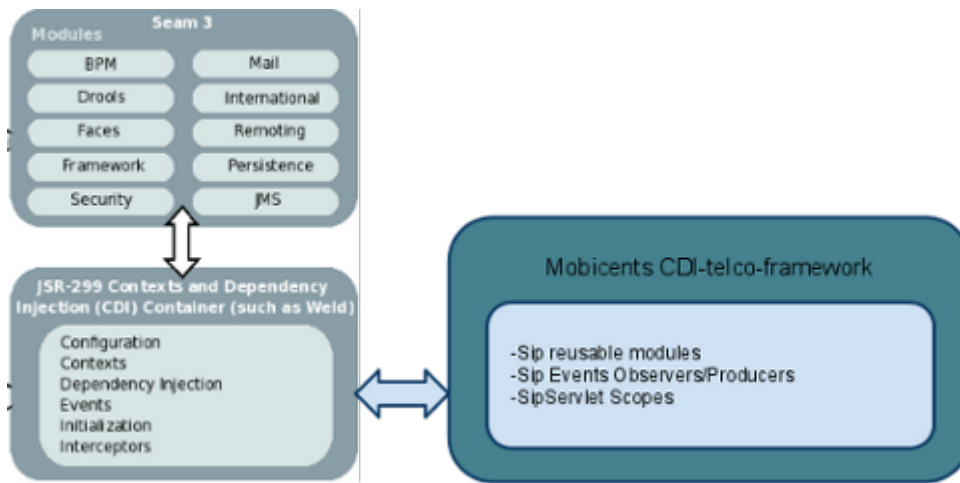 Seam 3
Modules
BPM
Mail
Drools
International
Faces
Remoting
Framework
Persistence
Security
JMS
JSR-299 Contexts and Dependency
Injection (CDI) Container (such as Weld)
Configuration
Contexts
Dependency Injection
Events
Initialization
Interceptors
Mobicents CDI-telco-framework
-Sip reusable modules
-Sip Events Observers/Producers
-SipServlet Scopes